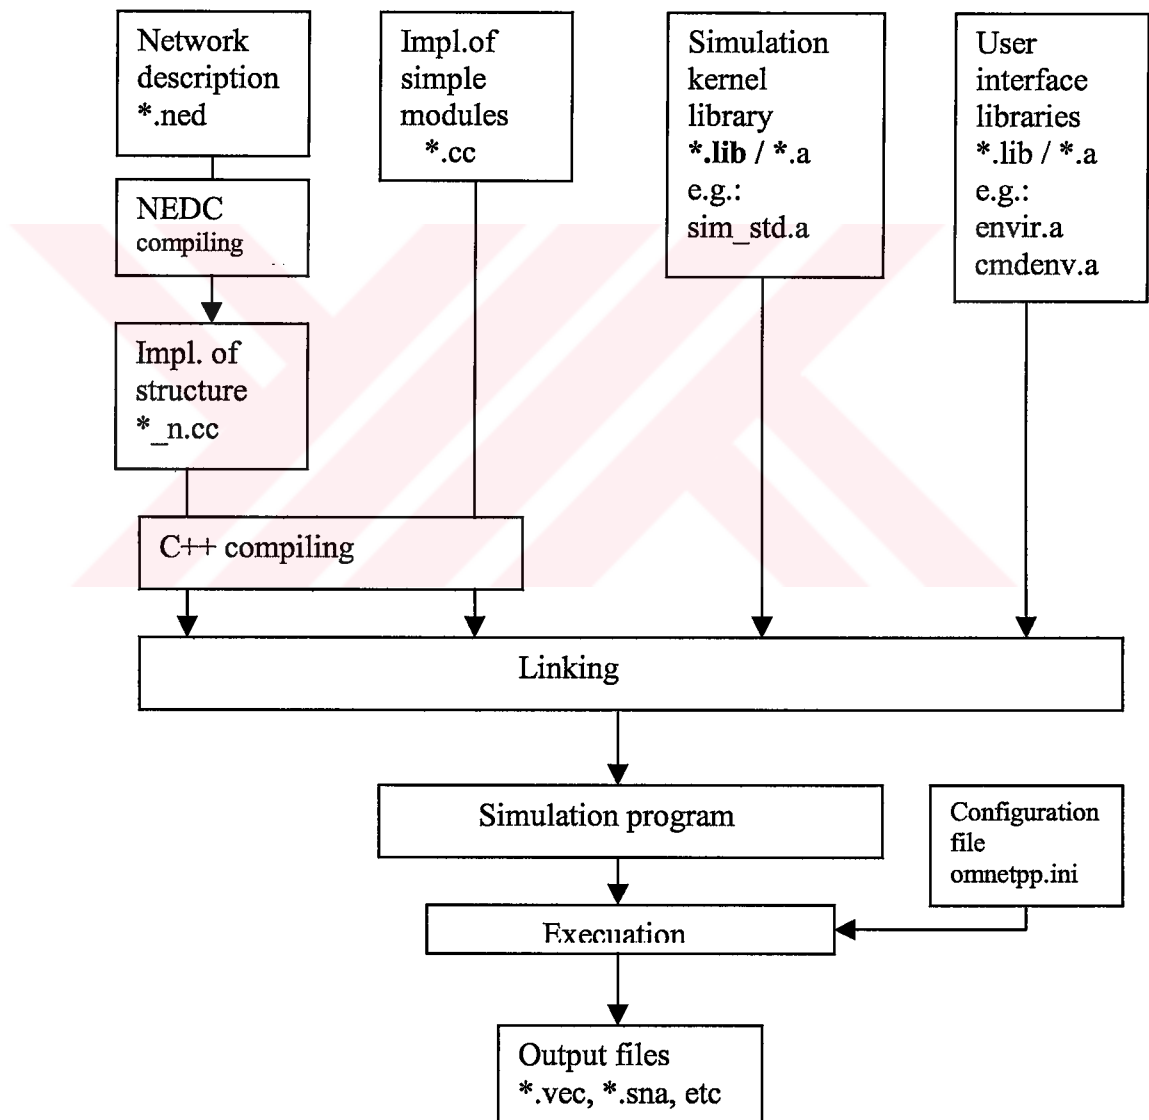 Network
description
*.ned
Impl.of
simple
modules
*.cc
Simulation
kernel
library
*.lib / *.a
e.g.:
sim_std.a
User
interface
libraries
*.lib / *.a
e.g.:
envir.a
cmdenv.a
NEDC
compiling
Impl. of
structure
*_n.cc
C++ compiling
Linking
Simulation program
Configuration
file
omnetpp.ini
Execuation
Output files
*.vec, *.sna, etc